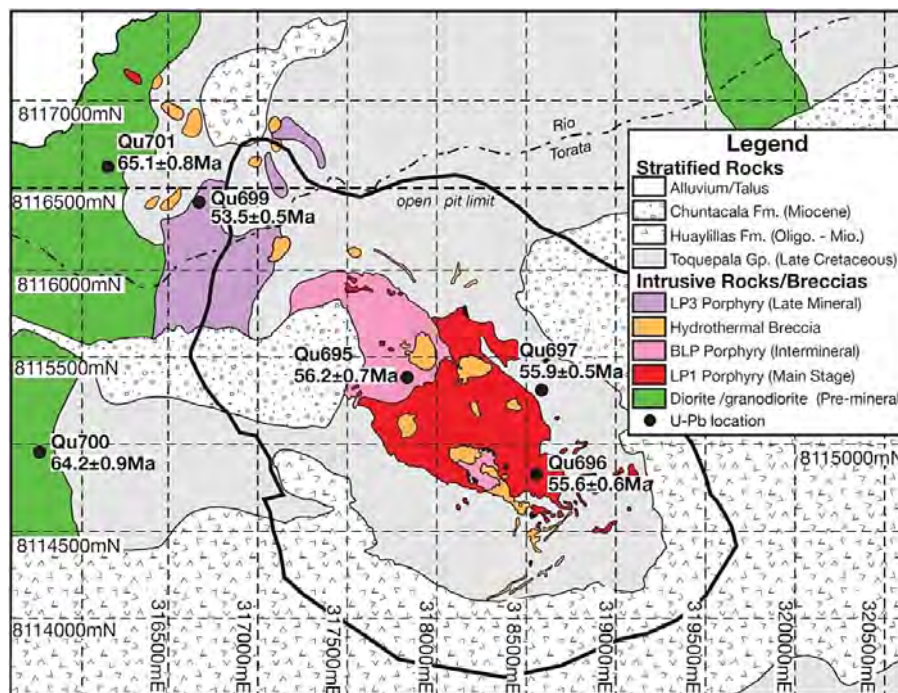 8117000mN
Qu701
65.1±0.8Ma
Rio
Torata
8116500mN
Qu699
53.5±0.5Ma
open pit limit
8116000mN
Qu695
56.2±0.7Ma
Qu697
55.9±0.5Ma
8115500mN
Qu700
64.2±0.9Ma
Qu696
55.6±0.6Ma
8115000mN
8114500mN
8114000mN
316500mE
317000mE
317500mE
318000mE
318500mE
319000mE
319500mE
320000mE
320500mE
Legend
Stratified Rocks
Alluvium/Talus
Chuntacala Fm. (Miocene)
Huaylillas Fm. (Oligo. - Mio.)
Toquepala Gp. (Late Cretaceous)
Intrusive Rocks/Breccias
LP3 Porphyry (Late Mineral)
Hydrothermal Breccia
BLP Porphyry (Intermineral)
LP1 Porphyry (Main Stage)
Diorite /granodiorite (Pre-mineral)
U-Pb location